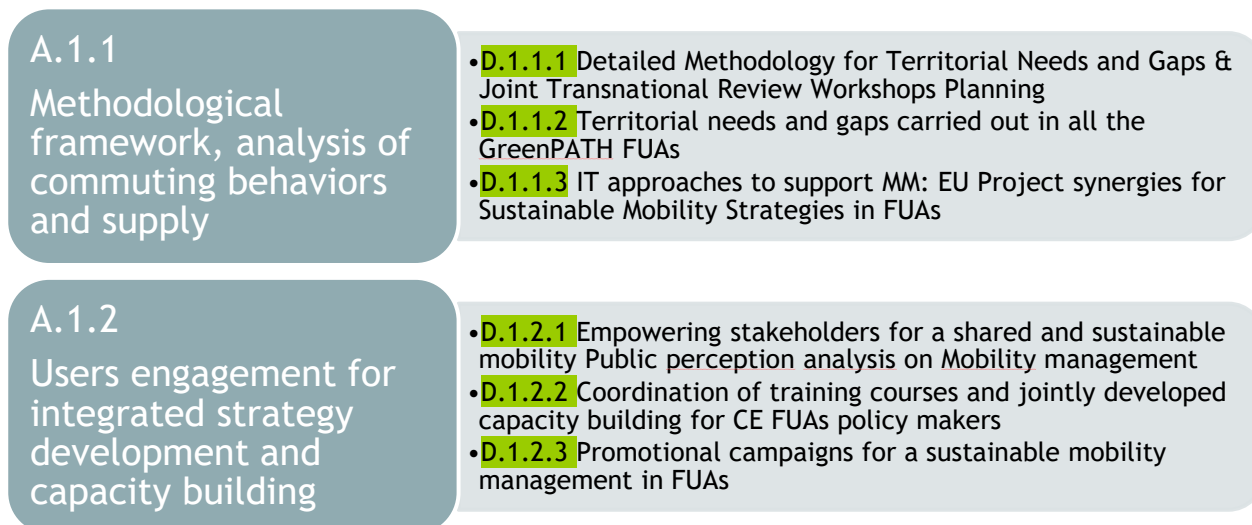 A.1.1
Methodological
framework, analysis of
commuting behaviors
and supply
•D.1.1.1 Detailed Methodology for Territorial Needs and Gaps &
Joint Transnational Review Workshops Planning
•D.1.1.2 Territorial needs and gaps carried out in all the
GreenPATH FUAs
•D.1.1.3 IT approaches to support MM: EU Project synergies for
Sustainable Mobility Strategies in FUAs
A.1.2
Users engagement for
integrated strategy
development and
capacity building
•D.1.2.1 Empowering stakeholders for a shared and sustainable
mobility Public perception analysis on Mobility management
•D.1.2.2 Coordination of training courses and jointly developed
capacity building for CE FUAs policy makers
•D.1.2.3 Promotional campaigns for a sustainable mobility
management in FUAs